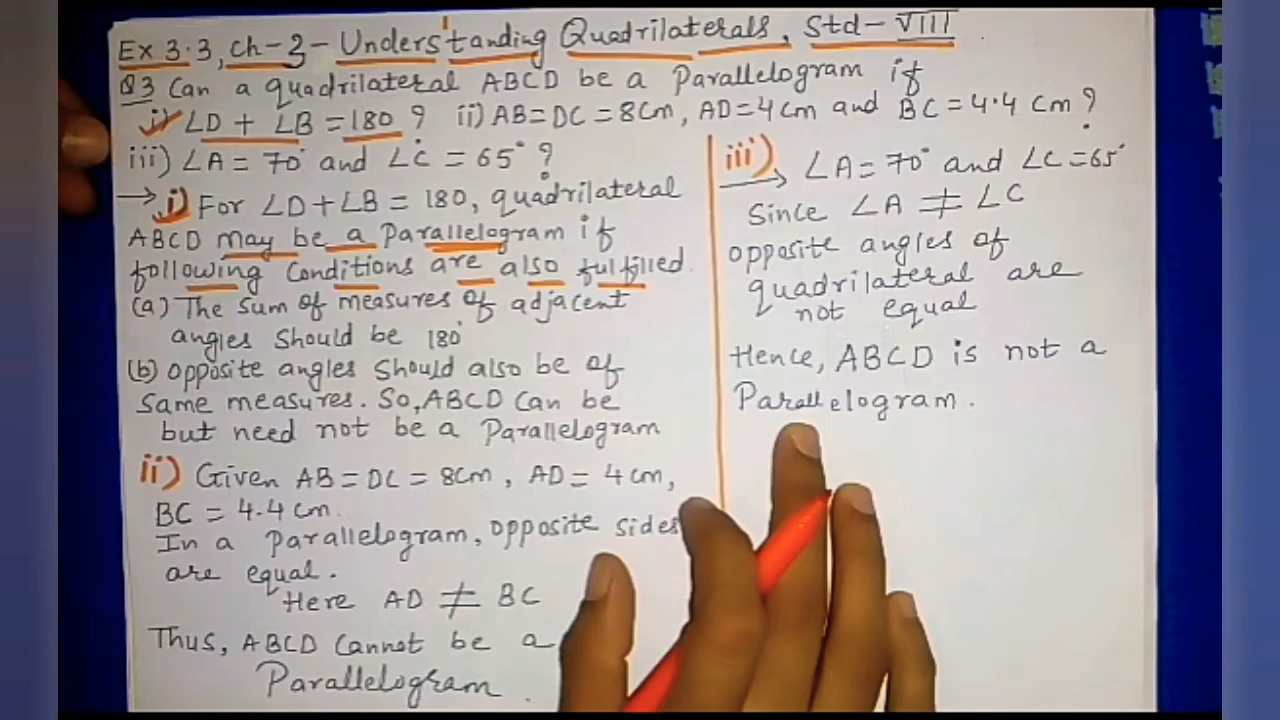 Ex 3.3, Ch-3- Understanding Quadrilaterals, Std- VIII
Q3 Can a quadrilateral ABCD be a Parallelogram if
i) ∠D + ∠B = 180 ? ii) AB = DC = 8Cm, AD = 4 Cm and BC = 4.4 Cm ?
iii) ∠A = 70° and ∠C = 65° ?
→ i) For ∠D + ∠B = 180, quadrilateral
ABCD may be a Parallelogram if
following Conditions are also fulfilled.
(a) The Sum of measures of adjacent
angles Should be 180°
(b) opposite angles Should also be of
Same measures. So, ABCD Can be
but need not be a Parallelogram
ii) Given AB = DC = 8Cm, AD = 4 Cm,
BC = 4.4 Cm.
In a Parallelogram, opposite sides
are equal.
Here AD ≠ BC
Thus, ABCD Cannot be a
Parallelogram.
iii)
→ ∠A = 70° and ∠C = 65°
Since ∠A ≠ ∠C
opposite angles of
quadrilateral are
not equal
Hence, ABCD is not a
Parallelogram.